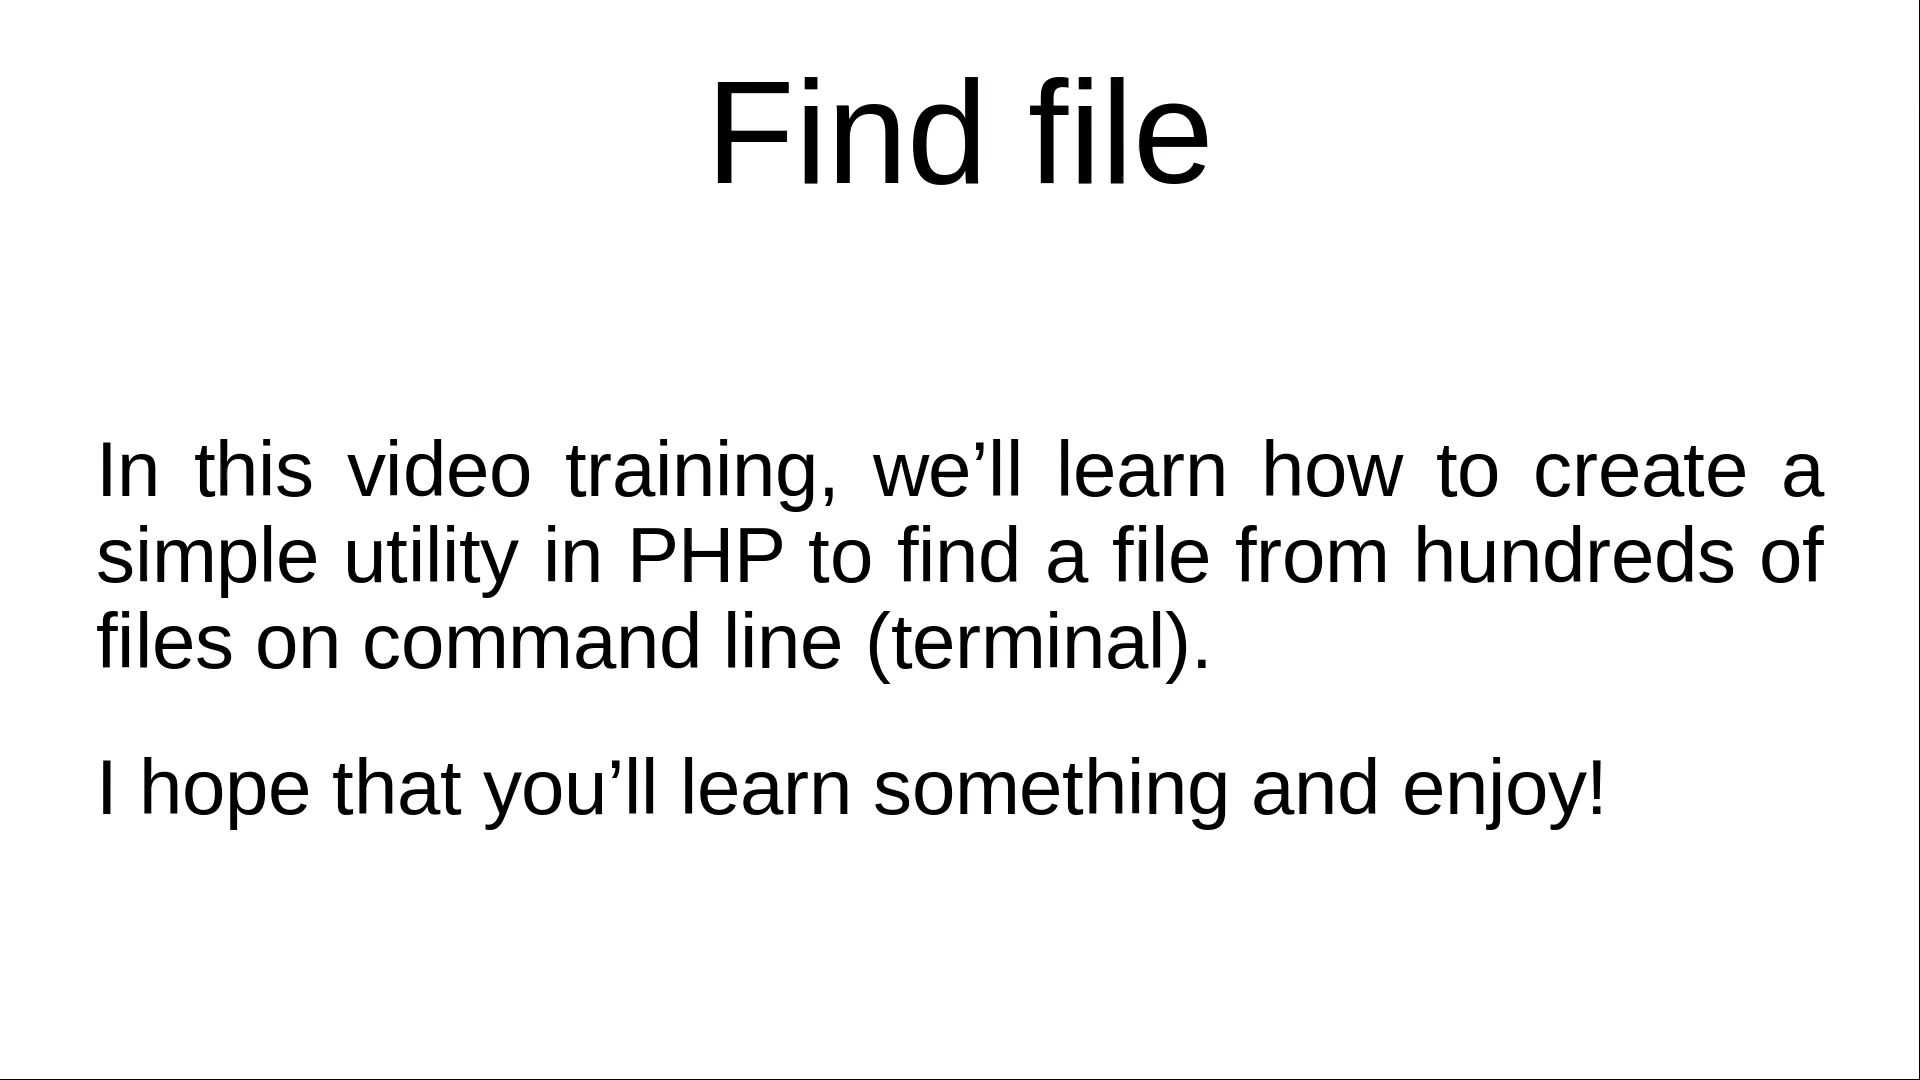 Find file
In this video training, we’ll learn how to create a
simple utility in PHP to find a file from hundreds of
files on command line (terminal).
I hope that you’ll learn something and enjoy!